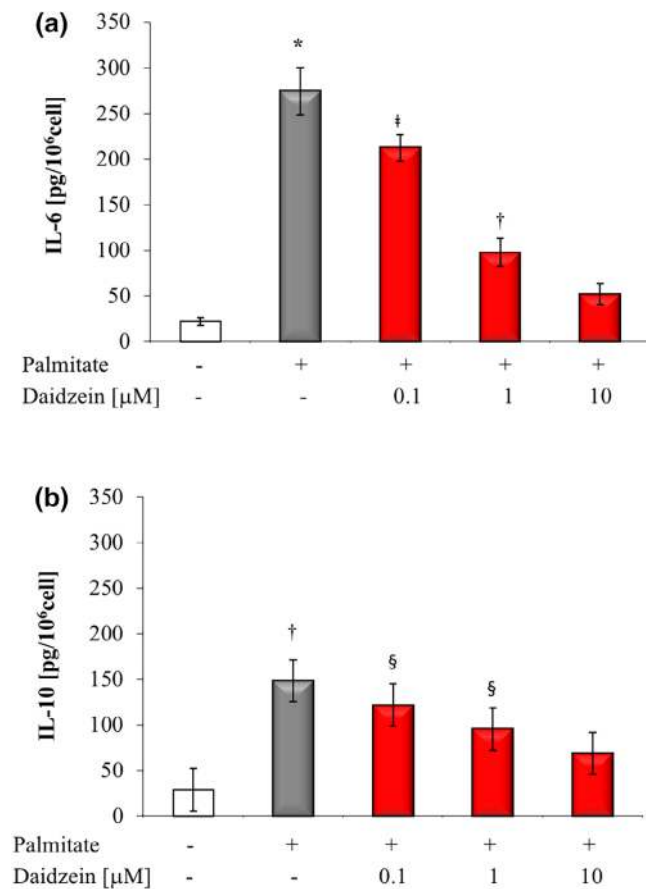 (a)
350
300
250
200
150
100
50
0
IL-6 [pg/10⁶cell]
*
‡
†
Palmitate - + + + +
Daidzein [µM] - - 0.1 1 10
(b)
350
300
250
200
150
100
50
0
IL-10 [pg/10⁶cell]
†
§
§
Palmitate - + + + +
Daidzein [µM] - - 0.1 1 10